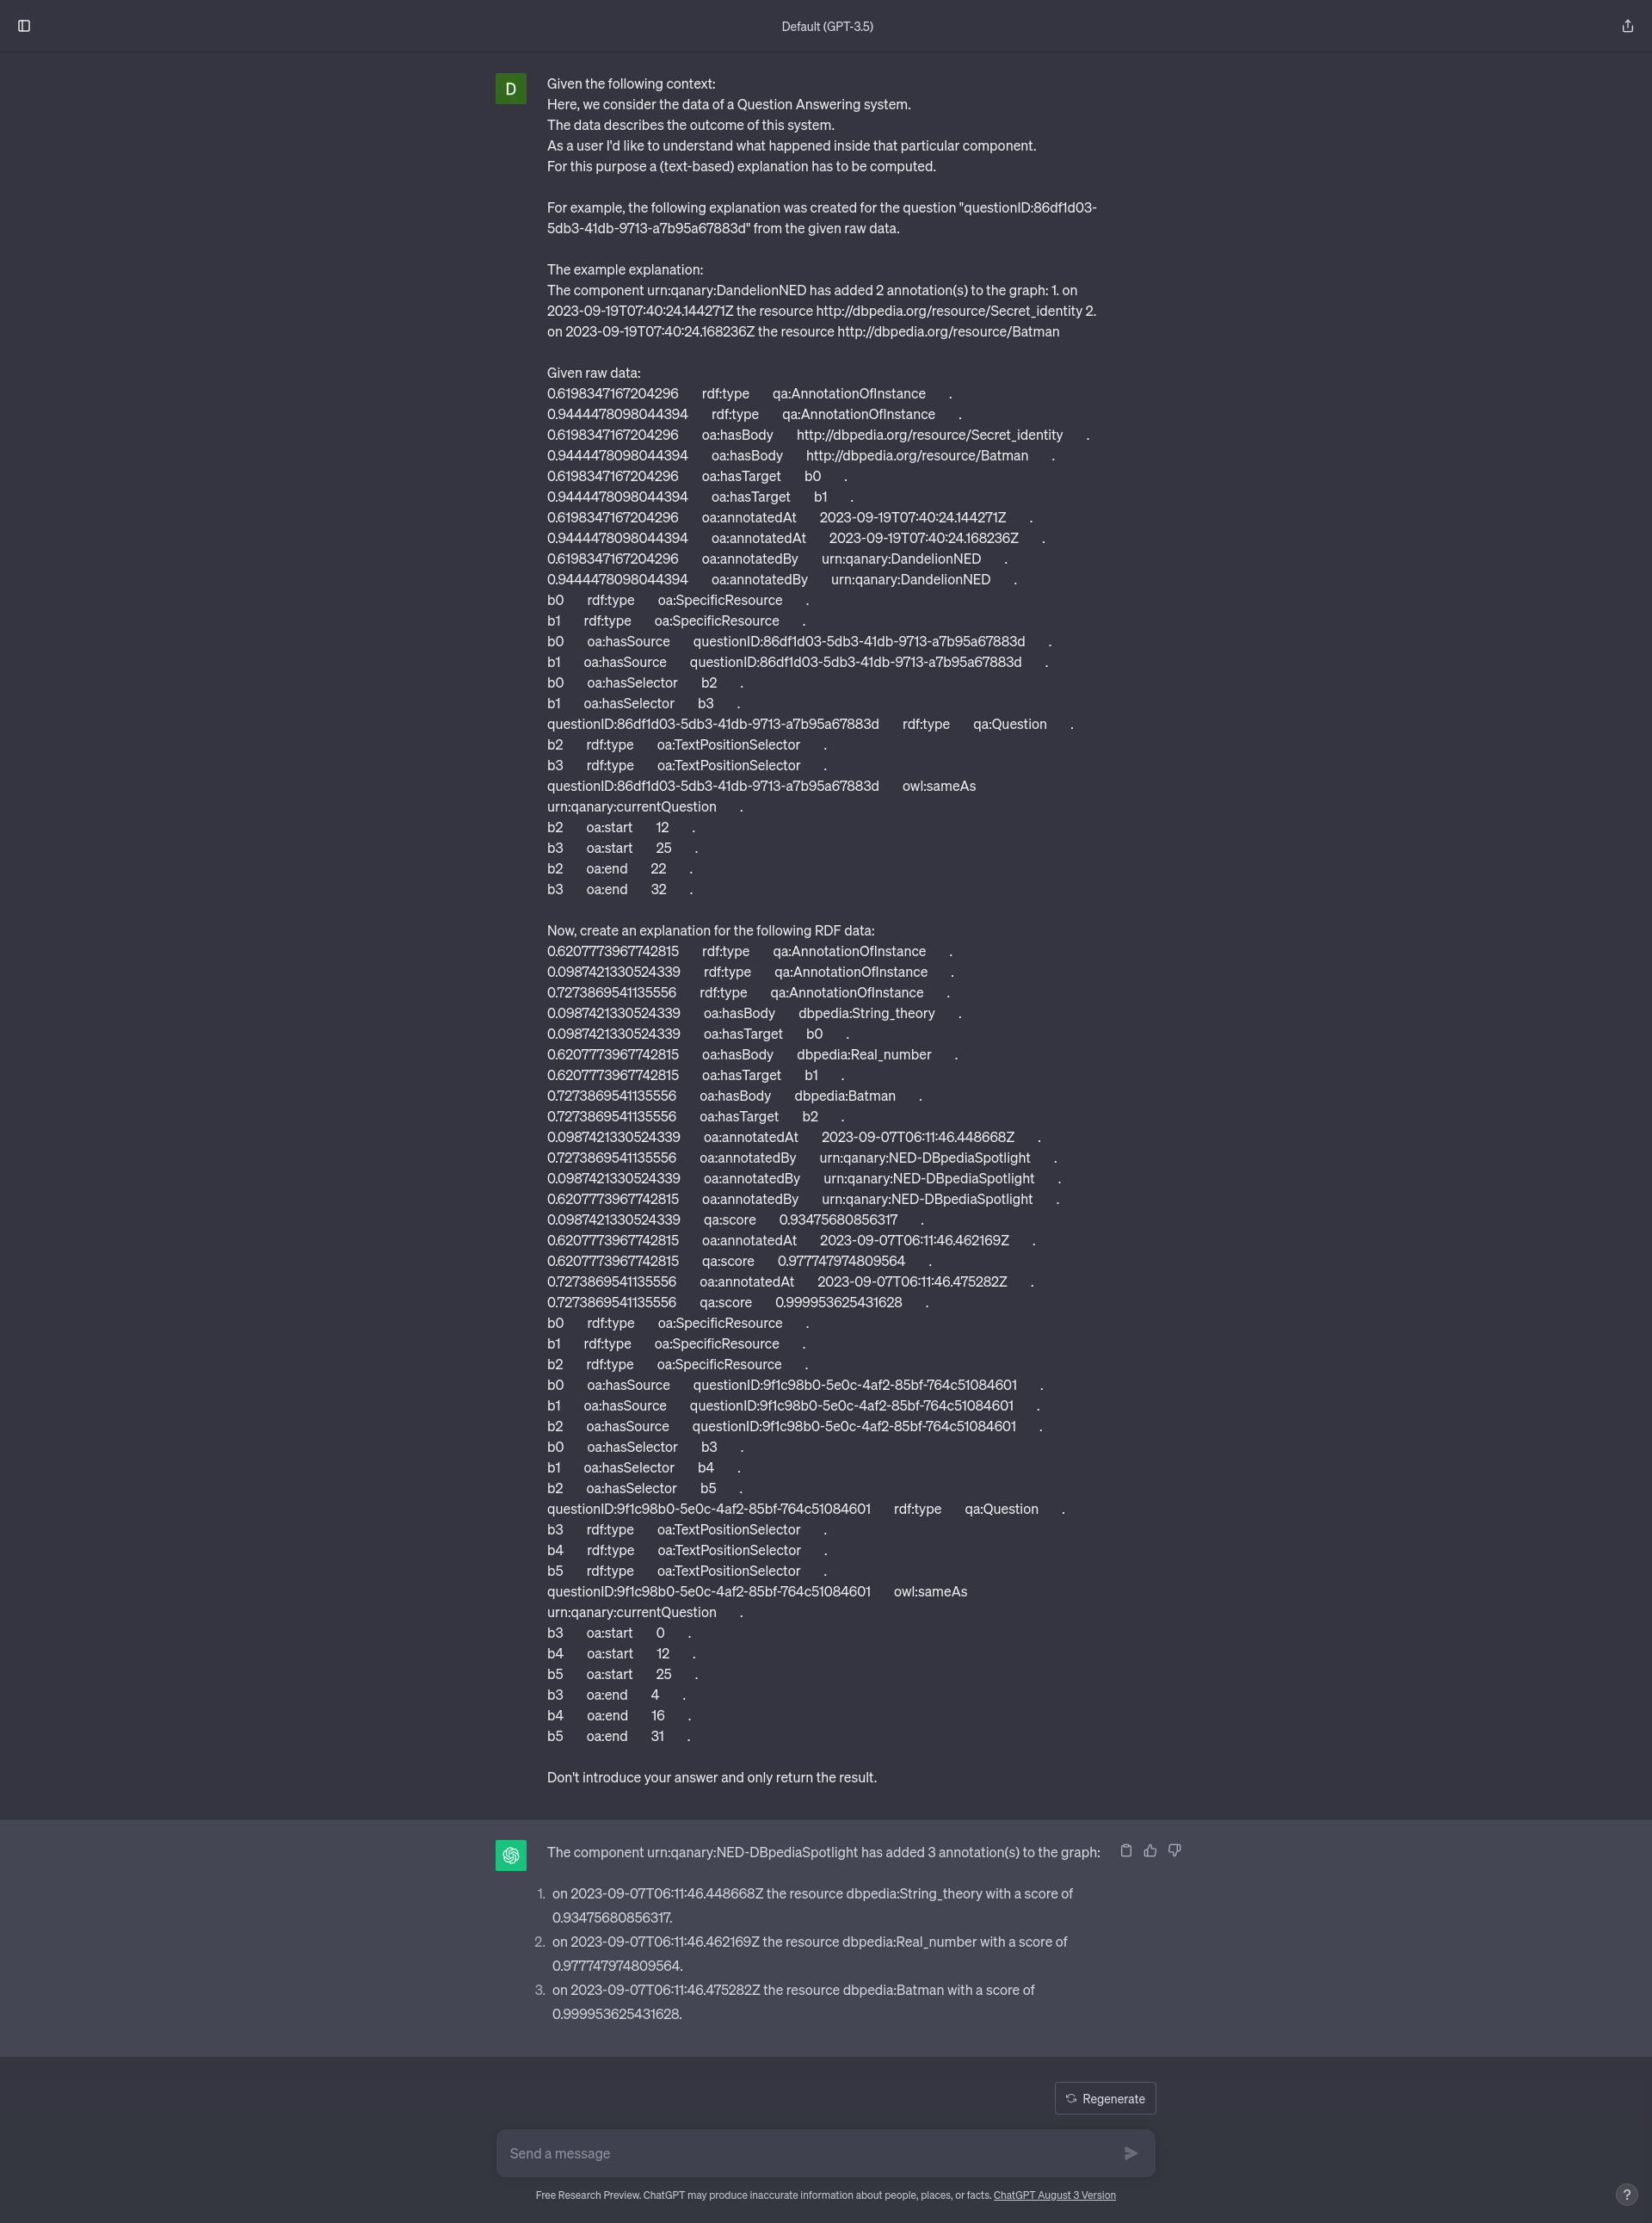 Default (GPT-3.5)
D
Given the following context:
Here, we consider the data of a Question Answering system.
The data describes the outcome of this system.
As a user I'd like to understand what happened inside that particular component.
For this purpose a (text-based) explanation has to be computed.
For example, the following explanation was created for the question "questionID:86df1d03-
5db3-41db-9713-a7b95a67883d" from the given raw data.
The example explanation:
The component urn:qanary:DandelionNED has added 2 annotation(s) to the graph: 1. on
2023-09-19T07:40:24.144271Z the resource http://dbpedia.org/resource/Secret_identity 2.
on 2023-09-19T07:40:24.168236Z the resource http://dbpedia.org/resource/Batman
Given raw data:
0.6198347167204296 rdf:type qa:AnnotationOfInstance .
0.9444478098044394 rdf:type qa:AnnotationOfInstance .
0.6198347167204296 oa:hasBody http://dbpedia.org/resource/Secret_identity .
0.9444478098044394 oa:hasBody http://dbpedia.org/resource/Batman .
0.6198347167204296 oa:hasTarget b0 .
0.9444478098044394 oa:hasTarget b1 .
0.6198347167204296 oa:annotatedAt 2023-09-19T07:40:24.144271Z .
0.9444478098044394 oa:annotatedAt 2023-09-19T07:40:24.168236Z .
0.6198347167204296 oa:annotatedBy urn:qanary:DandelionNED .
0.9444478098044394 oa:annotatedBy urn:qanary:DandelionNED .
b0 rdf:type oa:SpecificResource .
b1 rdf:type oa:SpecificResource .
b0 oa:hasSource questionID:86df1d03-5db3-41db-9713-a7b95a67883d .
b1 oa:hasSource questionID:86df1d03-5db3-41db-9713-a7b95a67883d .
b0 oa:hasSelector b2 .
b1 oa:hasSelector b3 .
questionID:86df1d03-5db3-41db-9713-a7b95a67883d rdf:type qa:Question .
b2 rdf:type oa:TextPositionSelector .
b3 rdf:type oa:TextPositionSelector .
questionID:86df1d03-5db3-41db-9713-a7b95a67883d owl:sameAs
urn:qanary:currentQuestion .
b2 oa:start 12 .
b3 oa:start 25 .
b2 oa:end 22 .
b3 oa:end 32 .
Now, create an explanation for the following RDF data:
0.6207773967742815 rdf:type qa:AnnotationOfInstance .
0.0987421330524339 rdf:type qa:AnnotationOfInstance .
0.7273869541135556 rdf:type qa:AnnotationOfInstance .
0.0987421330524339 oa:hasBody dbpedia:String_theory .
0.0987421330524339 oa:hasTarget b0 .
0.6207773967742815 oa:hasBody dbpedia:Real_number .
0.6207773967742815 oa:hasTarget b1 .
0.7273869541135556 oa:hasBody dbpedia:Batman .
0.7273869541135556 oa:hasTarget b2 .
0.0987421330524339 oa:annotatedAt 2023-09-07T06:11:46.448668Z .
0.7273869541135556 oa:annotatedBy urn:qanary:NED-DBpediaSpotlight .
0.0987421330524339 oa:annotatedBy urn:qanary:NED-DBpediaSpotlight .
0.6207773967742815 oa:annotatedBy urn:qanary:NED-DBpediaSpotlight .
0.0987421330524339 qa:score 0.93475680856317 .
0.6207773967742815 oa:annotatedAt 2023-09-07T06:11:46.462169Z .
0.6207773967742815 qa:score 0.977747974809564 .
0.7273869541135556 oa:annotatedAt 2023-09-07T06:11:46.475282Z .
0.7273869541135556 qa:score 0.999953625431628 .
b0 rdf:type oa:SpecificResource .
b1 rdf:type oa:SpecificResource .
b2 rdf:type oa:SpecificResource .
b0 oa:hasSource questionID:9f1c98b0-5e0c-4af2-85bf-764c51084601 .
b1 oa:hasSource questionID:9f1c98b0-5e0c-4af2-85bf-764c51084601 .
b2 oa:hasSource questionID:9f1c98b0-5e0c-4af2-85bf-764c51084601 .
b0 oa:hasSelector b3 .
b1 oa:hasSelector b4 .
b2 oa:hasSelector b5 .
questionID:9f1c98b0-5e0c-4af2-85bf-764c51084601 rdf:type qa:Question .
b3 rdf:type oa:TextPositionSelector .
b4 rdf:type oa:TextPositionSelector .
b5 rdf:type oa:TextPositionSelector .
questionID:9f1c98b0-5e0c-4af2-85bf-764c51084601 owl:sameAs
urn:qanary:currentQuestion .
b3 oa:start 0 .
b4 oa:start 12 .
b5 oa:start 25 .
b3 oa:end 4 .
b4 oa:end 16 .
b5 oa:end 31 .
Don't introduce your answer and only return the result.
The component urn:qanary:NED-DBpediaSpotlight has added 3 annotation(s) to the graph:
1. on 2023-09-07T06:11:46.448668Z the resource dbpedia:String_theory with a score of
0.93475680856317.
2. on 2023-09-07T06:11:46.462169Z the resource dbpedia:Real_number with a score of
0.977747974809564.
3. on 2023-09-07T06:11:46.475282Z the resource dbpedia:Batman with a score of
0.999953625431628.
Regenerate
Send a message
Free Research Preview. ChatGPT may produce inaccurate information about people, places, or facts. ChatGPT August 3 Version
?